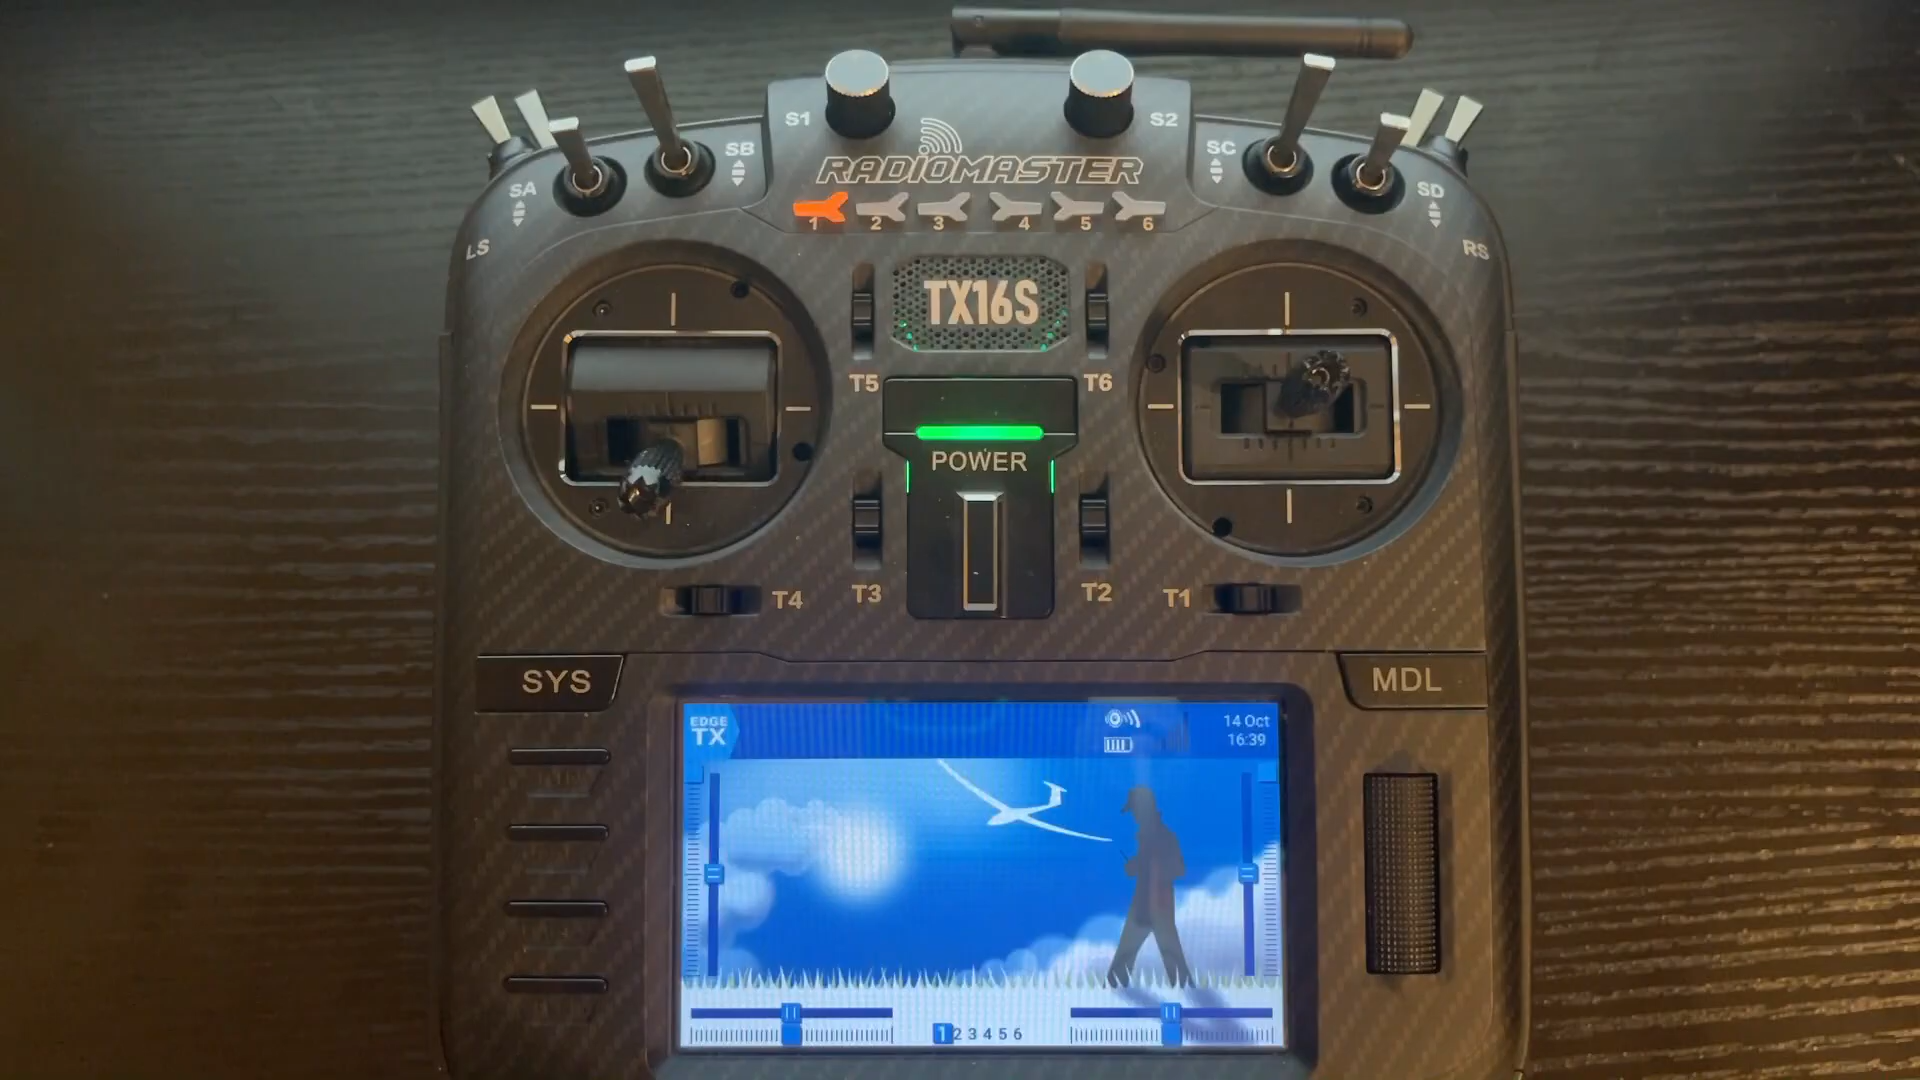 S1
S2
SB
SC
RADIOMASTER
SA
SD
1 2 3 4 5 6
LS
RS
TX16S
T5
T6
POWER
T4
T3
T2
T1
SYS
MDL
EDGE
TX
14 Oct
16:39
1 2 3 4 5 6